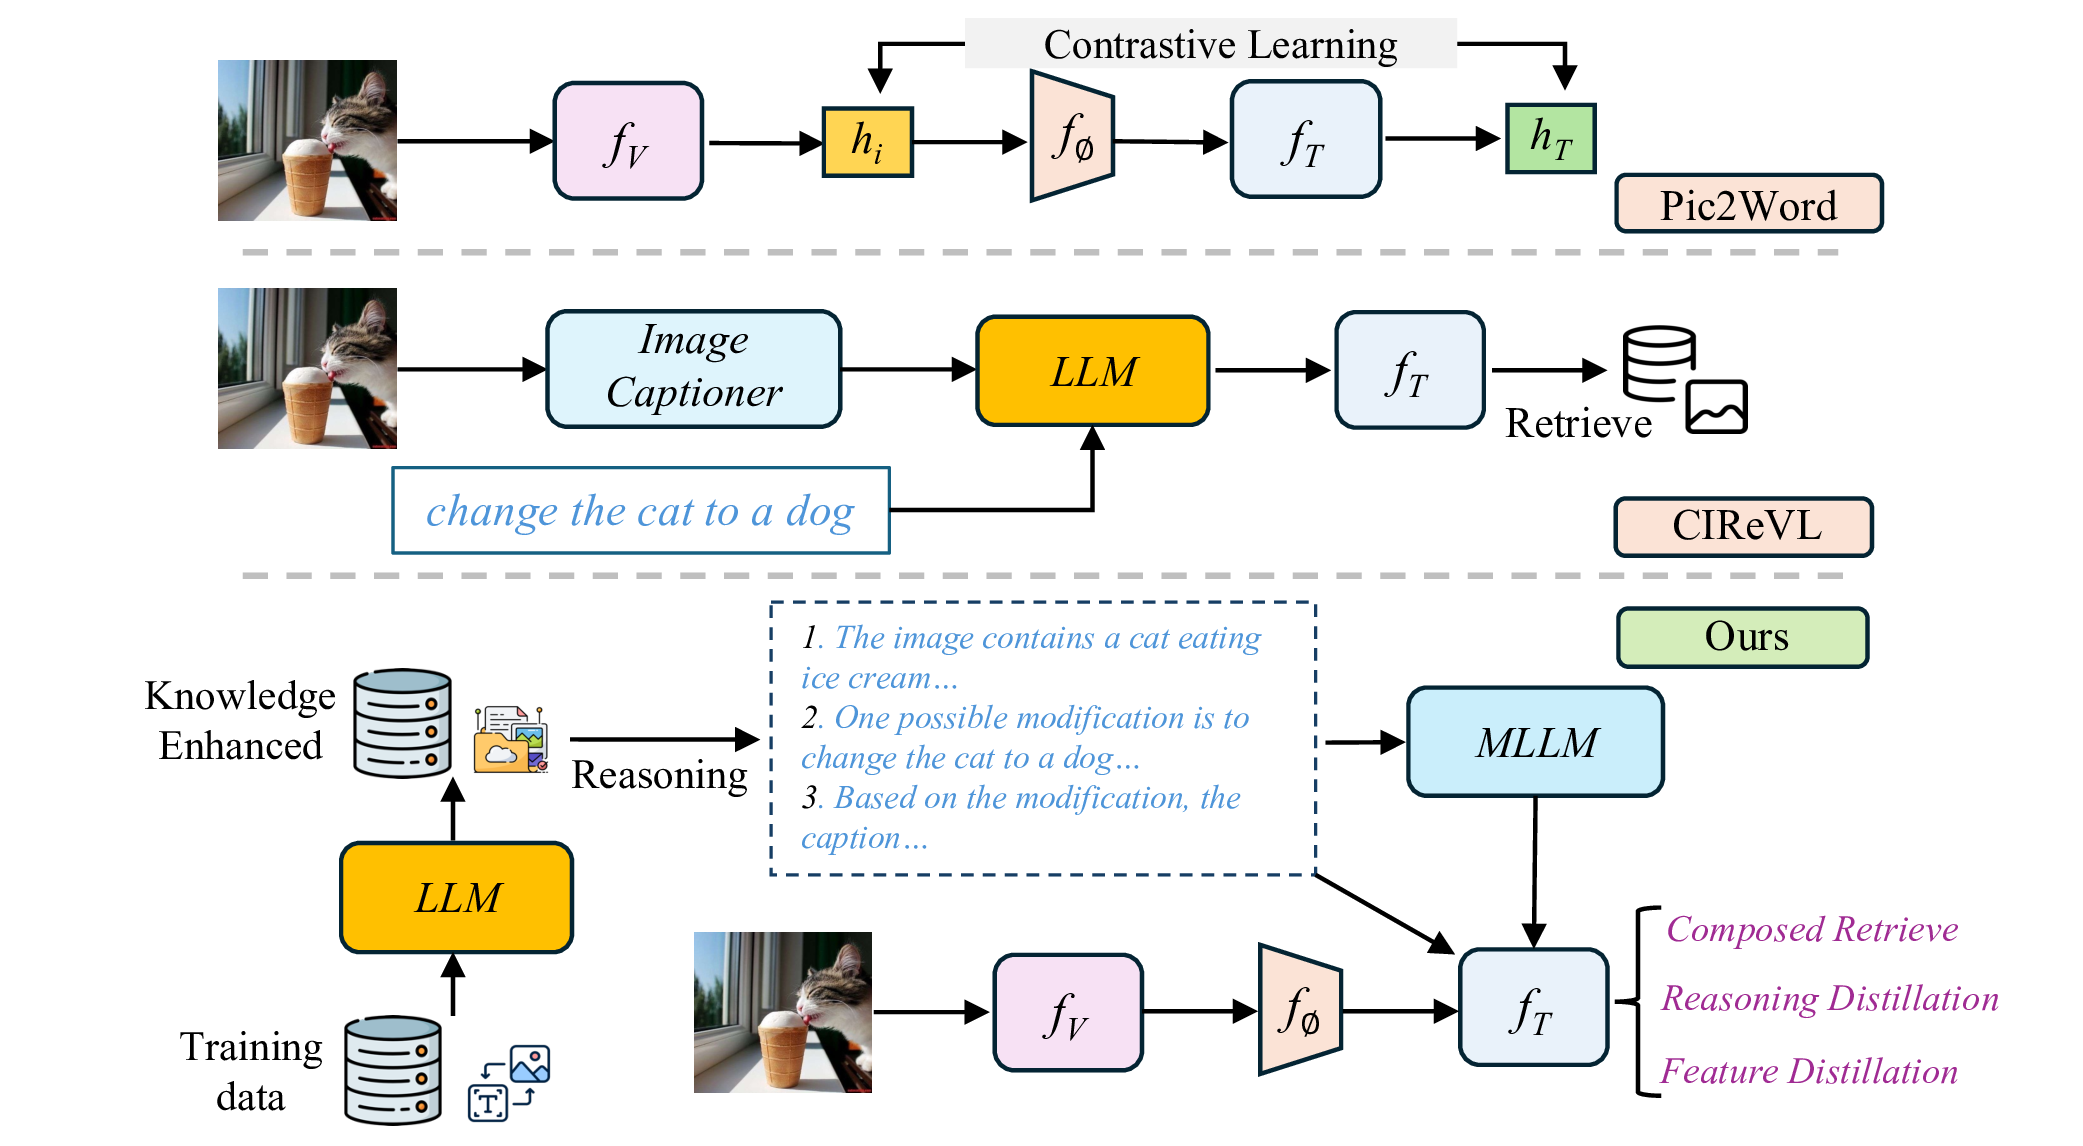 Contrastive Learning
f_V
h_i
f_∅
f_T
h_T
Pic2Word
Image
Captioner
LLM
f_T
Retrieve
change the cat to a dog
CIReVL
Ours
1. The image contains a cat eating
ice cream...
2. One possible modification is to
change the cat to a dog...
3. Based on the modification, the
caption...
Knowledge
Enhanced
Reasoning
MLLM
LLM
Training
data
T
f_V
f_∅
f_T
Composed Retrieve
Reasoning Distillation
Feature Distillation